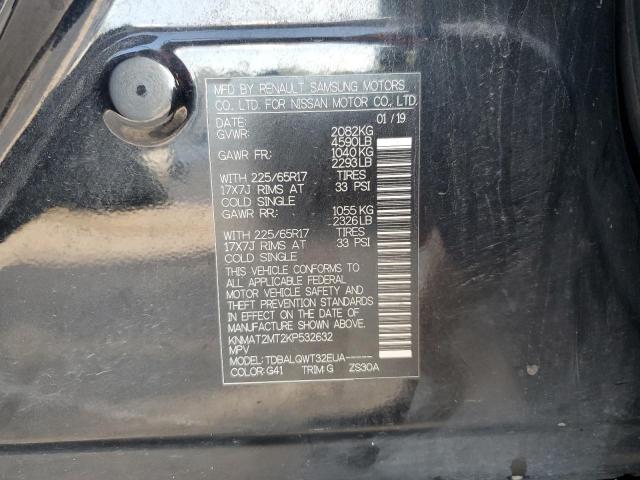 MFD BY RENAULT SAMSUNG MOTORS
CO., LTD. FOR NISSAN MOTOR CO., LTD.
DATE: 01/19
GVWR: 2082KG
4590LB
GAWR FR: 1040KG
2293LB
WITH 225/65R17 TIRES
17X7J RIMS AT 33 PSI
COLD SINGLE
GAWR RR: 1055KG
2326LB
WITH 225/65R17 TIRES
17X7J RIMS AT 33 PSI
COLD SINGLE
THIS VEHICLE CONFORMS TO
ALL APPLICABLE FEDERAL
MOTOR VEHICLE SAFETY AND
THEFT PREVENTION STANDARDS
IN EFFECT ON THE DATE OF
MANUFACTURE SHOWN ABOVE.
KNMAT2MT2KP532632
MPV
MODEL: TDBALQWT32EUA-----
COLOR: G41 TRIM: G ZS30A